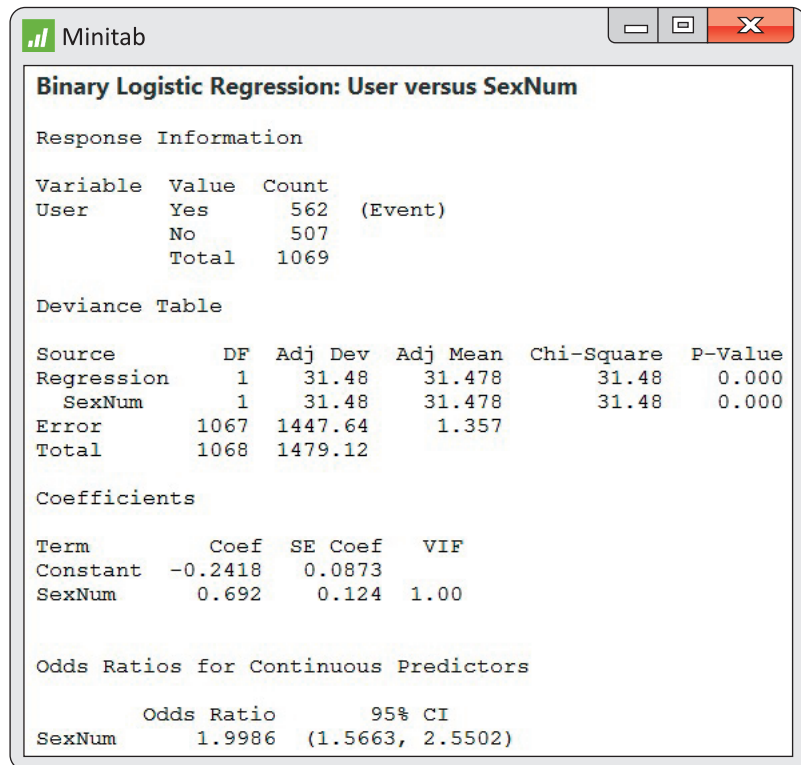 Minitab
Binary Logistic Regression: User versus SexNum
Response Information
Variable Value Count
User Yes 562 (Event)
No 507
Total 1069
Deviance Table
Source DF Adj Dev Adj Mean Chi-Square P-Value
Regression 1 31.48 31.478 31.48 0.000
SexNum 1 31.48 31.478 31.48 0.000
Error 1067 1447.64 1.357
Total 1068 1479.12
Coefficients
Term Coef SE Coef VIF
Constant -0.2418 0.0873
SexNum 0.692 0.124 1.00
Odds Ratios for Continuous Predictors
Odds Ratio 95% CI
SexNum 1.9986 (1.5663, 2.5502)